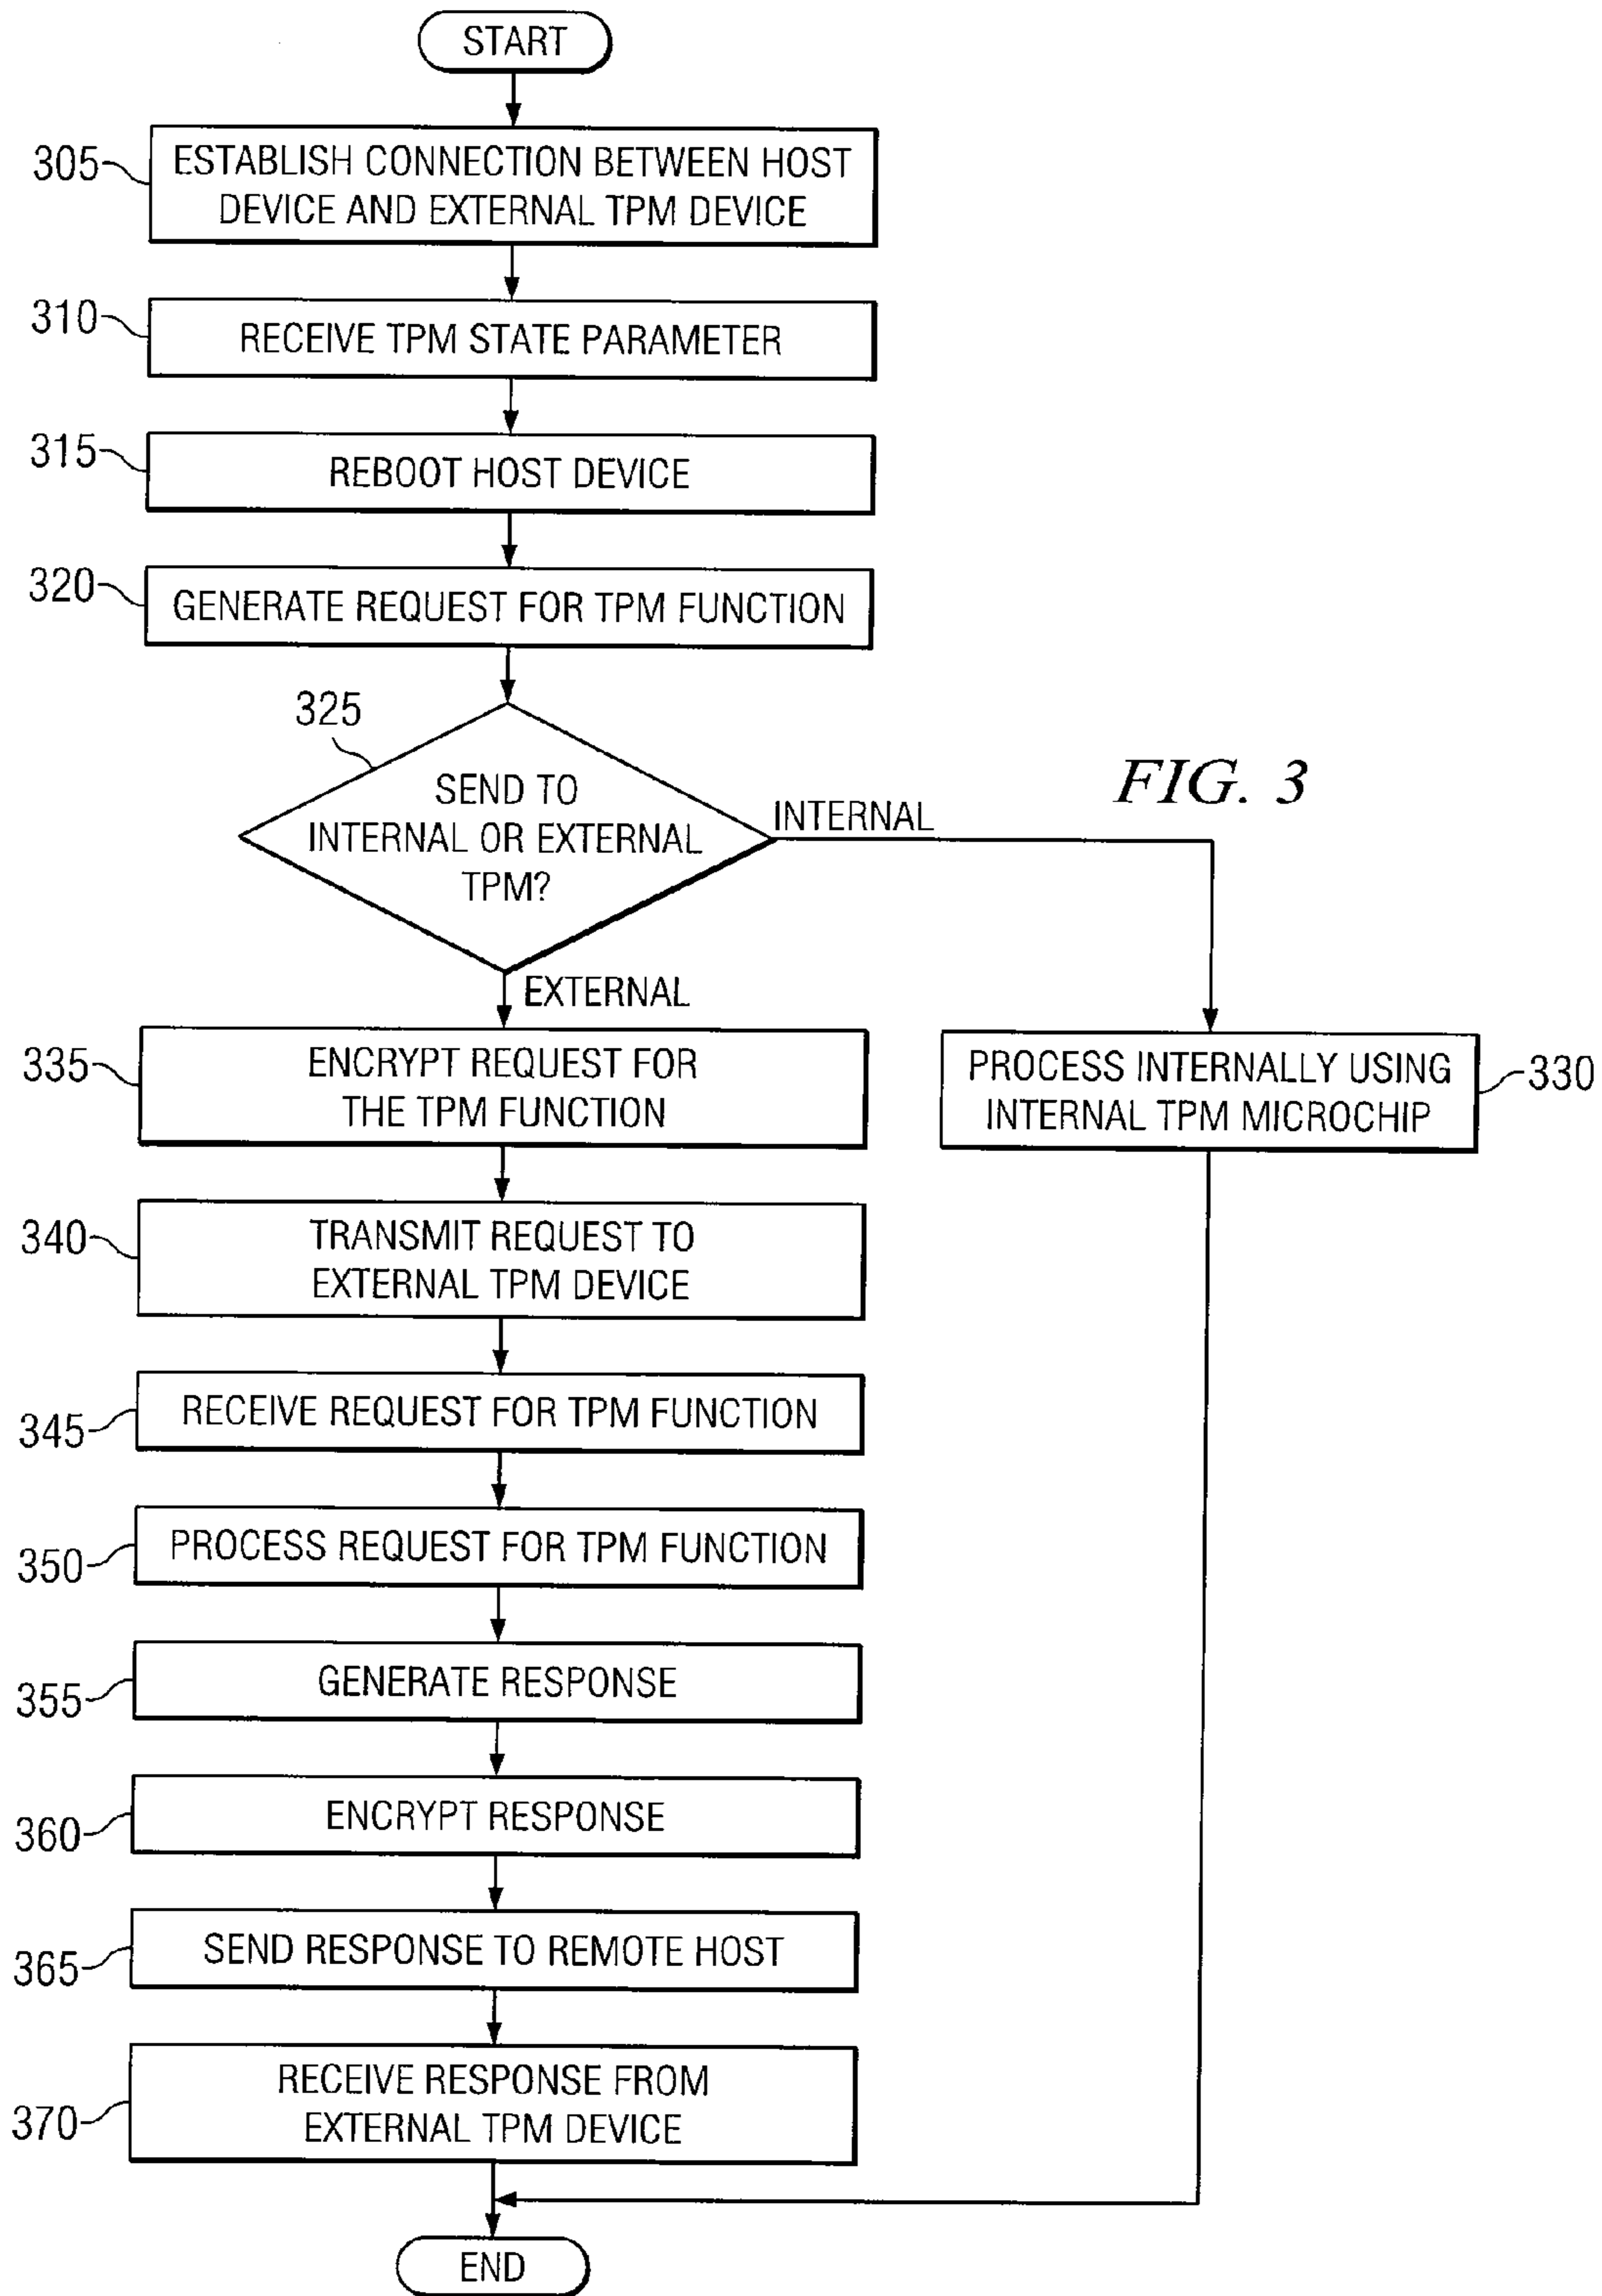 START
305
ESTABLISH CONNECTION BETWEEN HOST
DEVICE AND EXTERNAL TPM DEVICE
310
RECEIVE TPM STATE PARAMETER
315
REBOOT HOST DEVICE
320
GENERATE REQUEST FOR TPM FUNCTION
325
SEND TO
INTERNAL OR EXTERNAL
TPM?
INTERNAL
FIG. 3
EXTERNAL
335
ENCRYPT REQUEST FOR
THE TPM FUNCTION
PROCESS INTERNALLY USING
INTERNAL TPM MICROCHIP
330
340
TRANSMIT REQUEST TO
EXTERNAL TPM DEVICE
345
RECEIVE REQUEST FOR TPM FUNCTION
350
PROCESS REQUEST FOR TPM FUNCTION
355
GENERATE RESPONSE
360
ENCRYPT RESPONSE
365
SEND RESPONSE TO REMOTE HOST
370
RECEIVE RESPONSE FROM
EXTERNAL TPM DEVICE
END